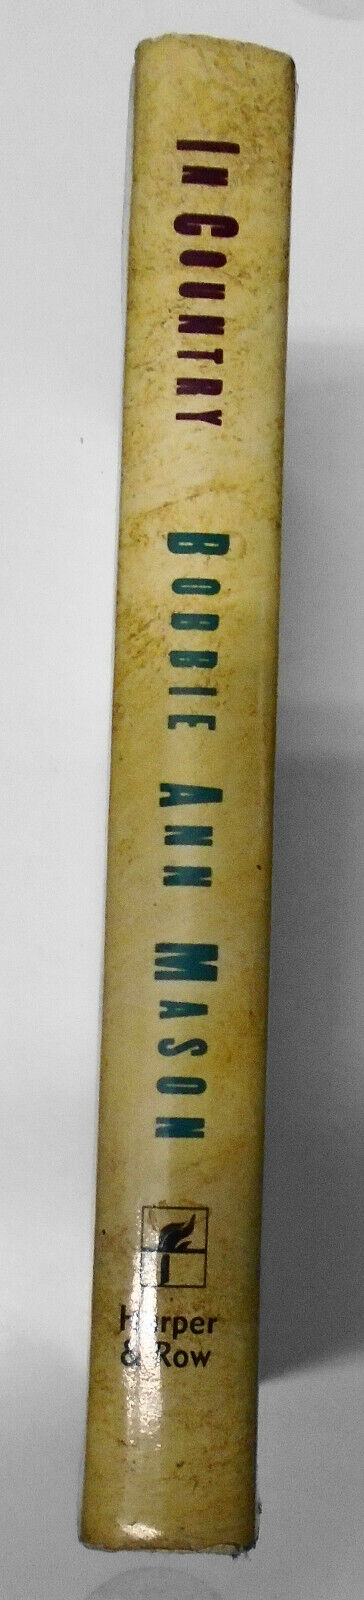 IN COUNTRY
BOBBIE ANN MASON
Harper
& Row